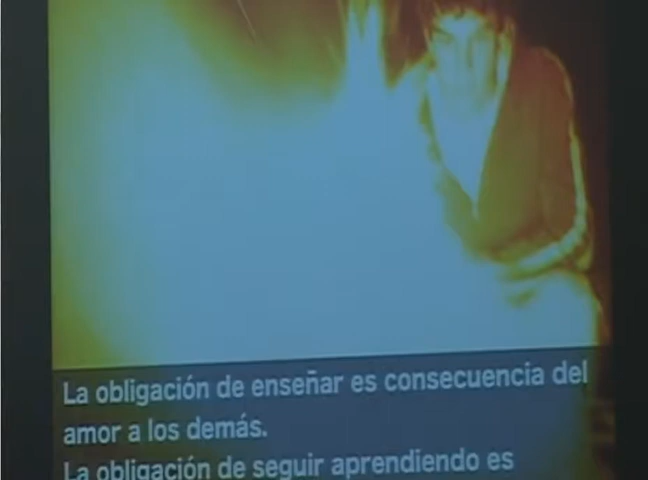 La obligación de enseñar es consecuencia del
amor a los demás.
La obligación de seguir aprendiendo es